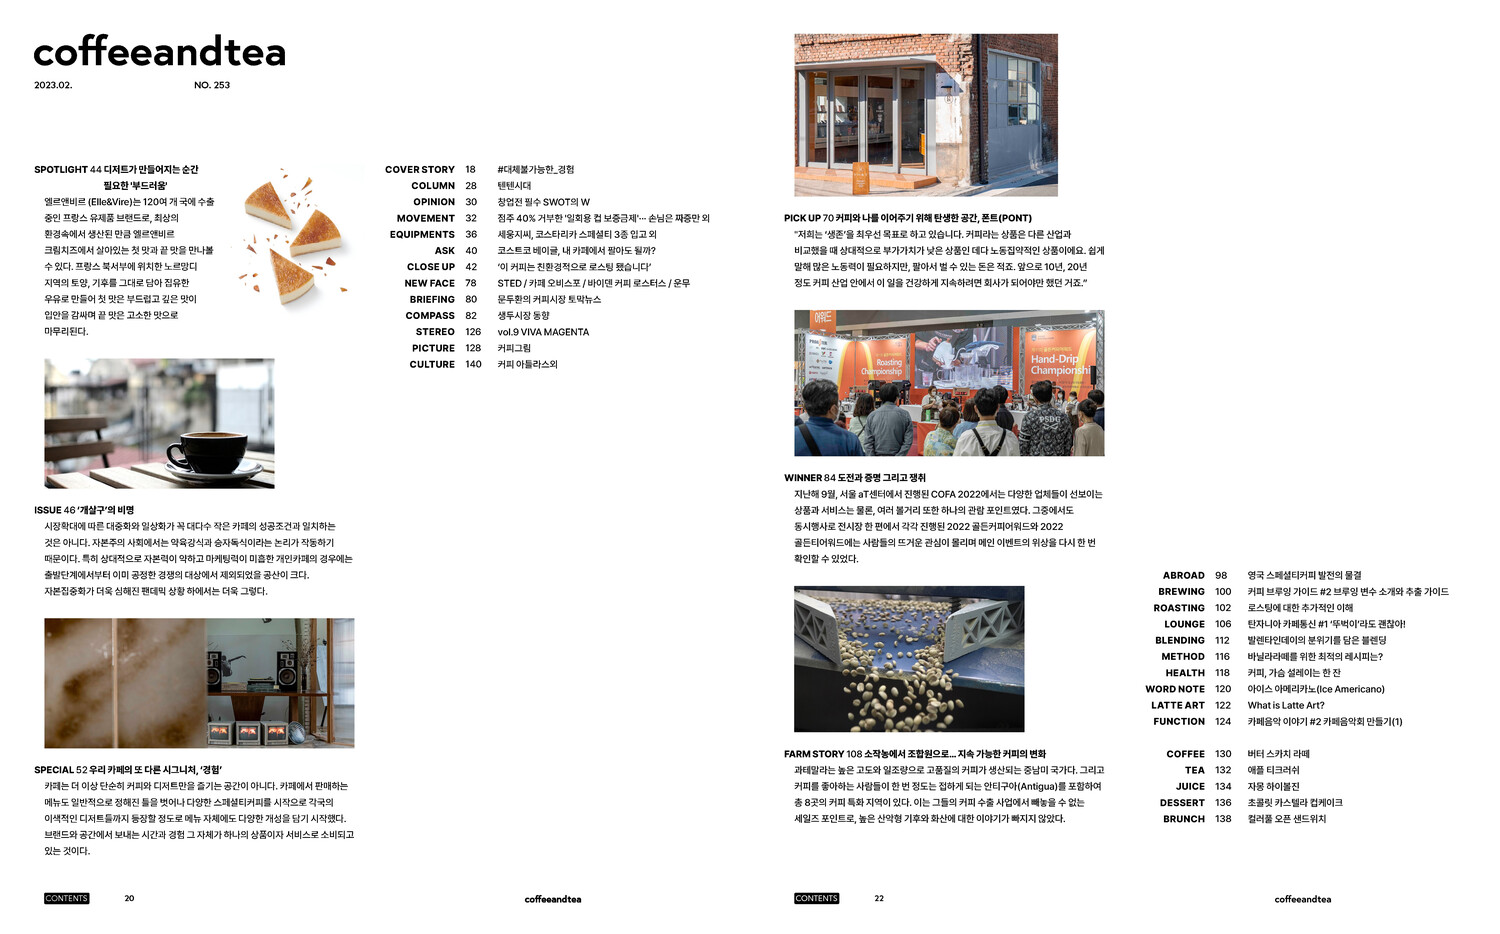 coffeeandtea
2023.02. NO. 253
SPOTLIGHT 44 디저트가 만들어지는 순간
필요한 '부드러움'
엘르앤비르 (Elle&Vire)는 120여 개 국에 수출
중인 프랑스 유제품 브랜드로, 최상의
환경속에서 생산된 만큼 엘르앤비르
크림치즈에서 살아있는 첫 맛과 끝 맛을 만나볼
수 있다. 프랑스 북서부에 위치한 노르망디
지역의 토양, 기후를 그대로 담아 집유한
우유로 만들어 첫 맛은 부드럽고 깊은 맛이
입안을 감싸며 끝 맛은 고소한 맛으로
마무리된다.
ISSUE 46 '개살구'의 비명
시장확대에 따른 대중화와 일상화가 꼭 대다수 작은 카페의 성공조건과 일치하는
것은 아니다. 자본주의 사회에서는 약육강식과 승자독식이라는 논리가 작동하기
때문이다. 특히 상대적으로 자본력이 약하고 마케팅력이 미흡한 개인카페의 경우에는
출발단계에서부터 이미 공정한 경쟁의 대상에서 제외되었을 공산이 크다.
자본집중화가 더욱 심해진 팬데믹 상황 하에서는 더욱 그렇다.
SPECIAL 52 우리 카페의 또 다른 시그니처, '경험'
카페는 더 이상 단순히 커피와 디저트만을 즐기는 공간이 아니다. 카페에서 판매하는
메뉴도 일반적으로 정해진 틀을 벗어나 다양한 스페셜티커피를 시작으로 각국의
이색적인 디저트들까지 등장할 정도로 메뉴 자체에도 다양한 개성을 담기 시작했다.
브랜드와 공간에서 보내는 시간과 경험 그 자체가 하나의 상품이자 서비스로 소비되고
있는 것이다.
COVER STORY 18 #대체불가능한_경험
COLUMN 28 텐텐시대
OPINION 30 창업전 필수 SWOT의 W
MOVEMENT 32 점주 40% 거부한 '일회용 컵 보증금제'··· 손님은 짜증만 외
EQUIPMENTS 36 세웅지씨, 코스타리카 스페셜티 3종 입고 외
ASK 40 코스트코 베이글, 내 카페에서 팔아도 될까?
CLOSE UP 42 '이 커피는 친환경적으로 로스팅 됐습니다'
NEW FACE 78 STED / 카페 오비스포 / 바이덴 커피 로스터스 / 운무
BRIEFING 80 문두환의 커피시장 토막뉴스
COMPASS 82 생두시장 동향
STEREO 126 vol.9 VIVA MAGENTA
PICTURE 128 커피그림
CULTURE 140 커피 아틀라스외
CONTENTS 20 coffeeandtea
PICK UP 70 커피와 나를 이어주기 위해 탄생한 공간, 폰트(PONT)
"저희는 '생존'을 최우선 목표로 하고 있습니다. 커피라는 상품은 다른 산업과
비교했을 때 상대적으로 부가가치가 낮은 상품인 데다 노동집약적인 상품이에요. 쉽게
말해 많은 노동력이 필요하지만, 팔아서 벌 수 있는 돈은 적죠. 앞으로 10년, 20년
정도 커피 산업 안에서 이 일을 건강하게 지속하려면 회사가 되어야만 했던 거죠."
어워드
Roasting
Championship
Hand-Drip
Championshi
WINNER 84 도전과 증명 그리고 쟁취
지난해 9월, 서울 aT센터에서 진행된 COFA 2022에서는 다양한 업체들이 선보이는
상품과 서비스는 물론, 여러 볼거리 또한 하나의 관람 포인트였다. 그중에서도
동시행사로 전시장 한 편에서 각각 진행된 2022 골든커피어워드와 2022
골든티어워드에는 사람들의 뜨거운 관심이 몰리며 메인 이벤트의 위상을 다시 한 번
확인할 수 있었다.
FARM STORY 108 소작농에서 조합원으로... 지속 가능한 커피의 변화
과테말라는 높은 고도와 일조량으로 고품질의 커피가 생산되는 중남미 국가다. 그리고
커피를 좋아하는 사람들이 한 번 정도는 접하게 되는 안티구아(Antigua)를 포함하여
총 8곳의 커피 특화 지역이 있다. 이는 그들의 커피 수출 사업에서 빼놓을 수 없는
세일즈 포인트로, 높은 산악형 기후와 화산에 대한 이야기가 빠지지 않았다.
ABROAD 98 영국 스페셜티커피 발전의 물결
BREWING 100 커피 브루잉 가이드 #2 브루잉 변수 소개와 추출 가이드
ROASTING 102 로스팅에 대한 추가적인 이해
LOUNGE 106 탄자니아 카페통신 #1 '뚜벅이'라도 괜찮아!
BLENDING 112 발렌타인데이의 분위기를 담은 블렌딩
METHOD 116 바닐라라떼를 위한 최적의 레시피는?
HEALTH 118 커피, 가슴 설레이는 한 잔
WORD NOTE 120 아이스 아메리카노(Ice Americano)
LATTE ART 122 What is Latte Art?
FUNCTION 124 카페음악 이야기 #2 카페음악회 만들기(1)
COFFEE 130 버터 스카치 라떼
TEA 132 애플 티크러쉬
JUICE 134 자몽 하이볼진
DESSERT 136 초콜릿 카스텔라 컵케이크
BRUNCH 138 컬러풀 오픈 샌드위치
CONTENTS 22 coffeeandtea